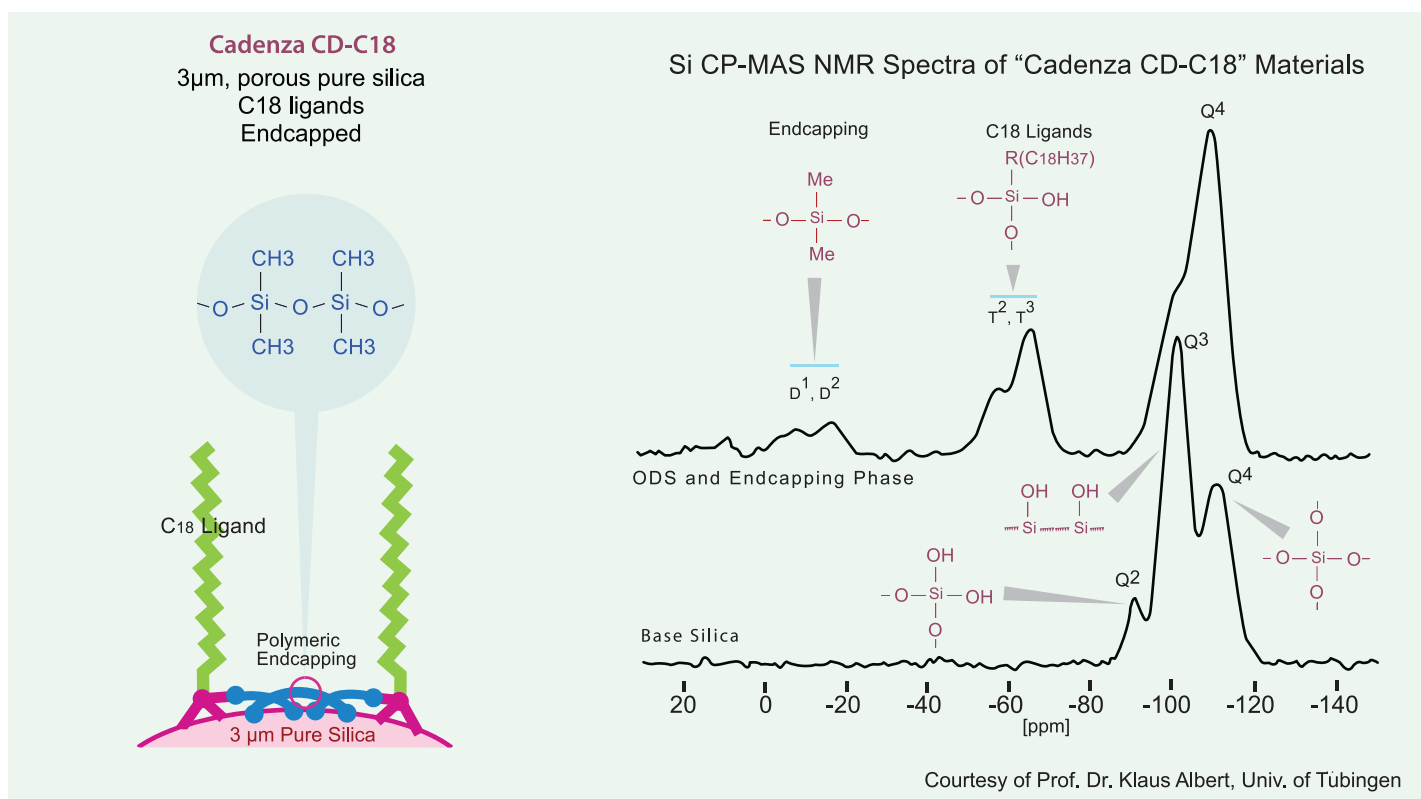 Cadenza CD-C18
3µm, porous pure silica
C18 ligands
Endcapped
CH3 CH3
O Si O Si O
CH3 CH3
C18 Ligand
Polymeric
Endcapping
3 µm Pure Silica
Si CP-MAS NMR Spectra of “Cadenza CD-C18” Materials
Endcapping
Me
O Si O
Me
D1, D2
C18 Ligands
R(C18H37)
O Si OH
O
T2, T3
Q4
ODS and Endcapping Phase
Q3
OH OH
Si Si
Q4
O
O Si O
O
Q2
OH
O Si OH
O
Base Silica
20 0 -20 -40 -60 -80 -100 -120 -140
[ppm]
Courtesy of Prof. Dr. Klaus Albert, Univ. of Tübingen